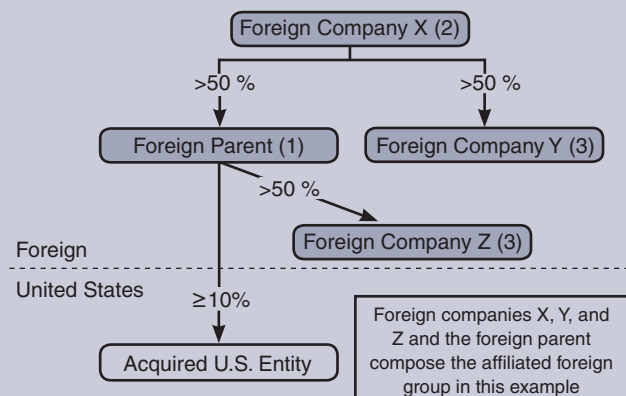 Foreign Company X (2)
>50 %
>50 %
Foreign Parent (1)
Foreign Company Y (3)
>50 %
Foreign Company Z (3)
Foreign
United States
≥10%
Foreign companies X, Y, and
Z and the foreign parent
compose the affiliated foreign
group in this example
Acquired U.S. Entity